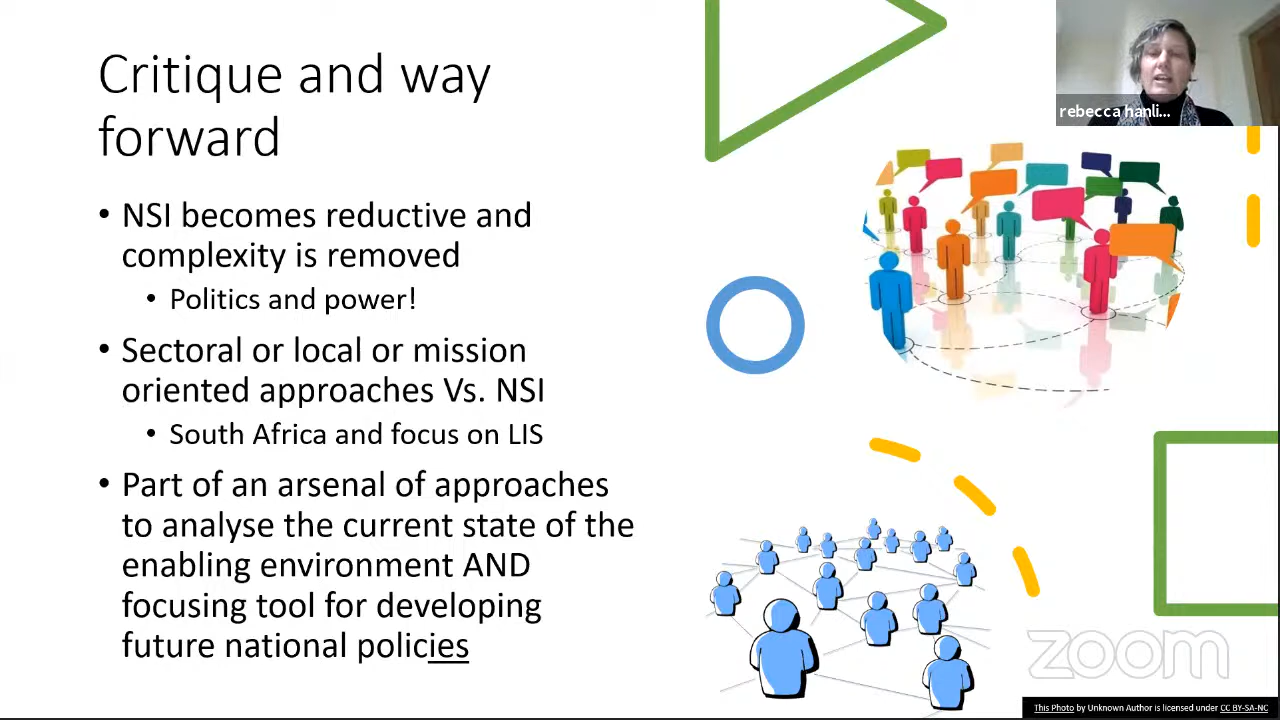 Critique and way
forward
• NSI becomes reductive and
complexity is removed
• Politics and power!
• Sectoral or local or mission
oriented approaches Vs. NSI
• South Africa and focus on LIS
• Part of an arsenal of approaches
to analyse the current state of the
enabling environment AND
focusing tool for developing
future national policies
rebecca hanli...
zoom
This Photo by Unknown Author is licensed under CC BY-SA-NC